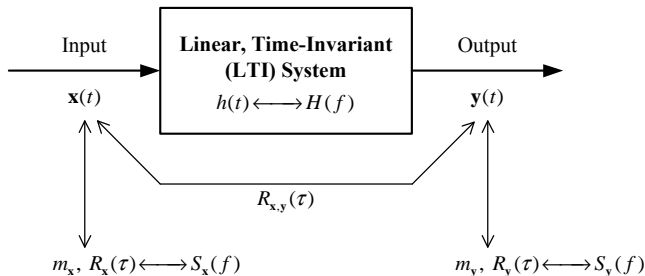 Input
Linear, Time-Invariant
(LTI) System
Output
h(t) ⟷ H(f)
x(t)
y(t)
R_{x,y}(τ)
m_x, R_x(τ) ⟷ S_x(f)
m_y, R_y(τ) ⟷ S_y(f)